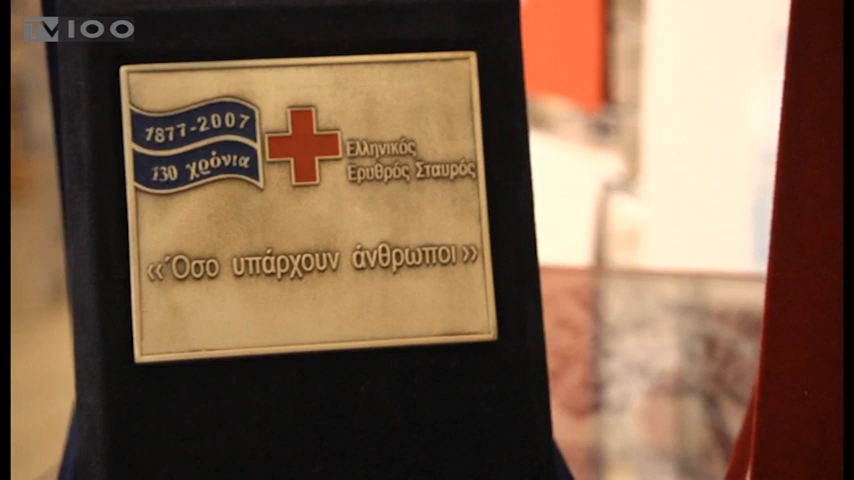 TV100
1877-2007
130 χρόνια
Ελληνικός
Ερυθρός Σταυρός
«Όσο υπάρχουν άνθρωποι»